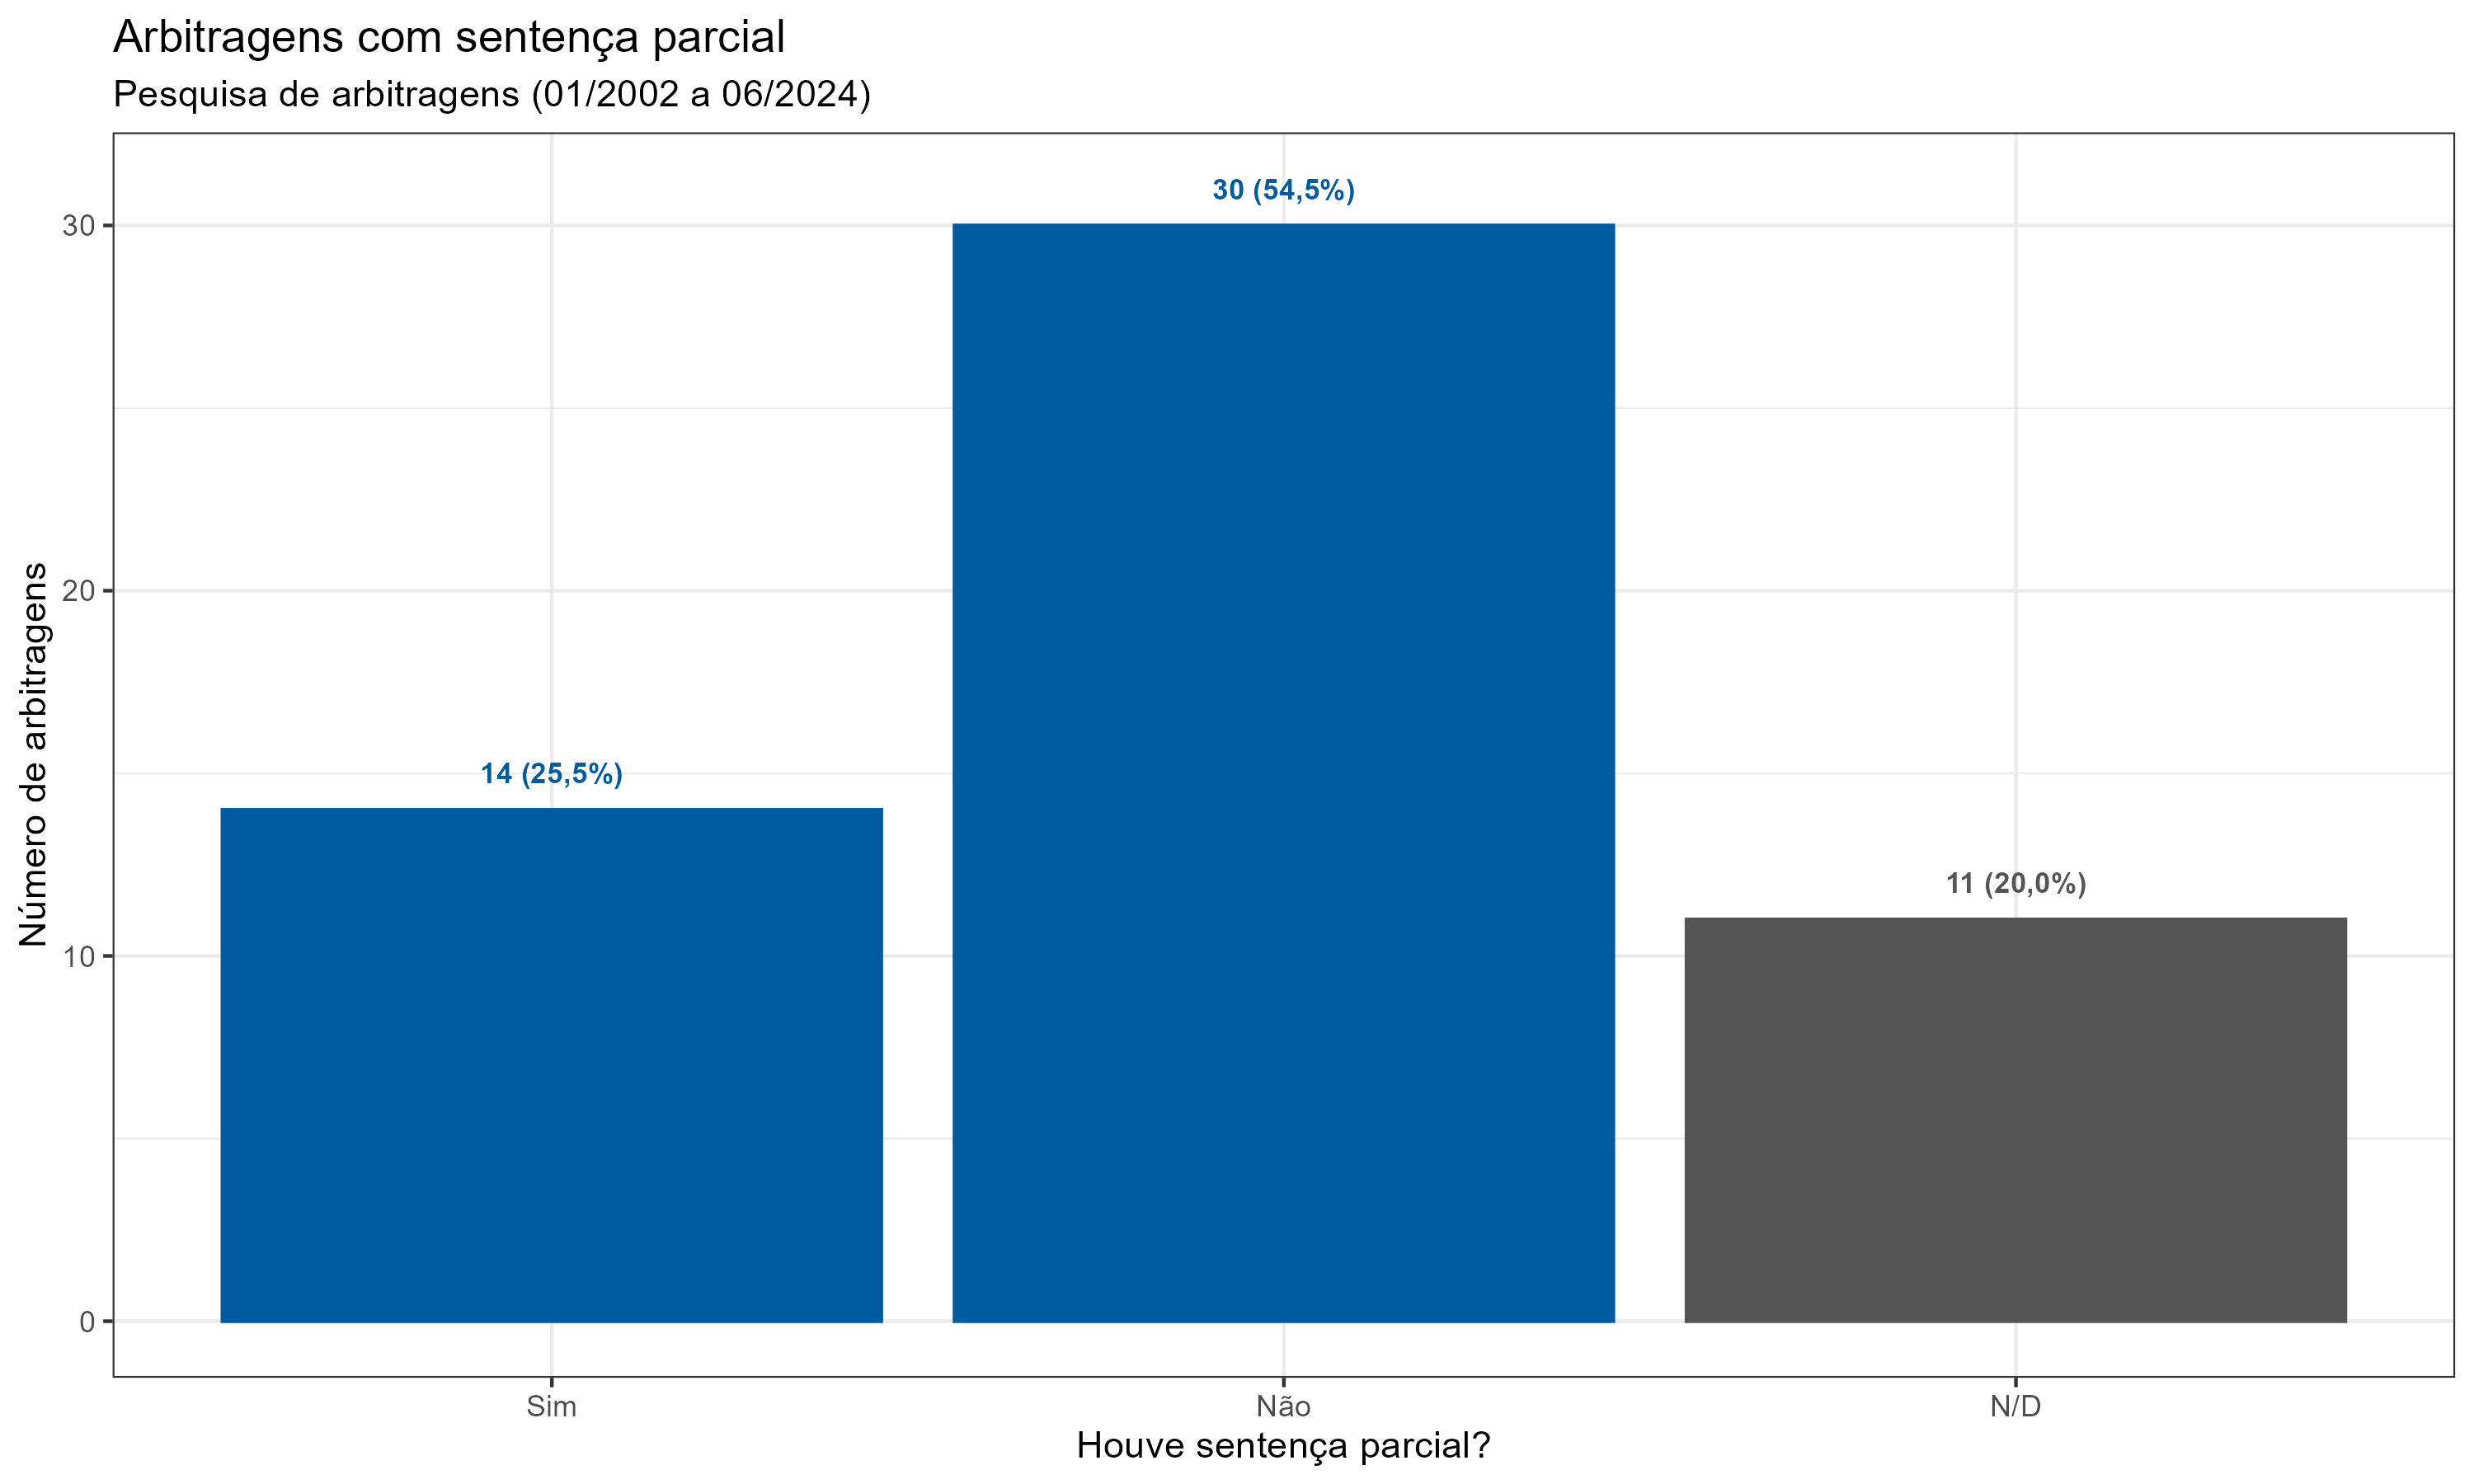 Arbitragens com sentença parcial
Pesquisa de arbitragens (01/2002 a 06/2024)
Número de arbitragens
30
20
10
0
14 (25,5%)
30 (54,5%)
11 (20,0%)
Sim
Não
N/D
Houve sentença parcial?